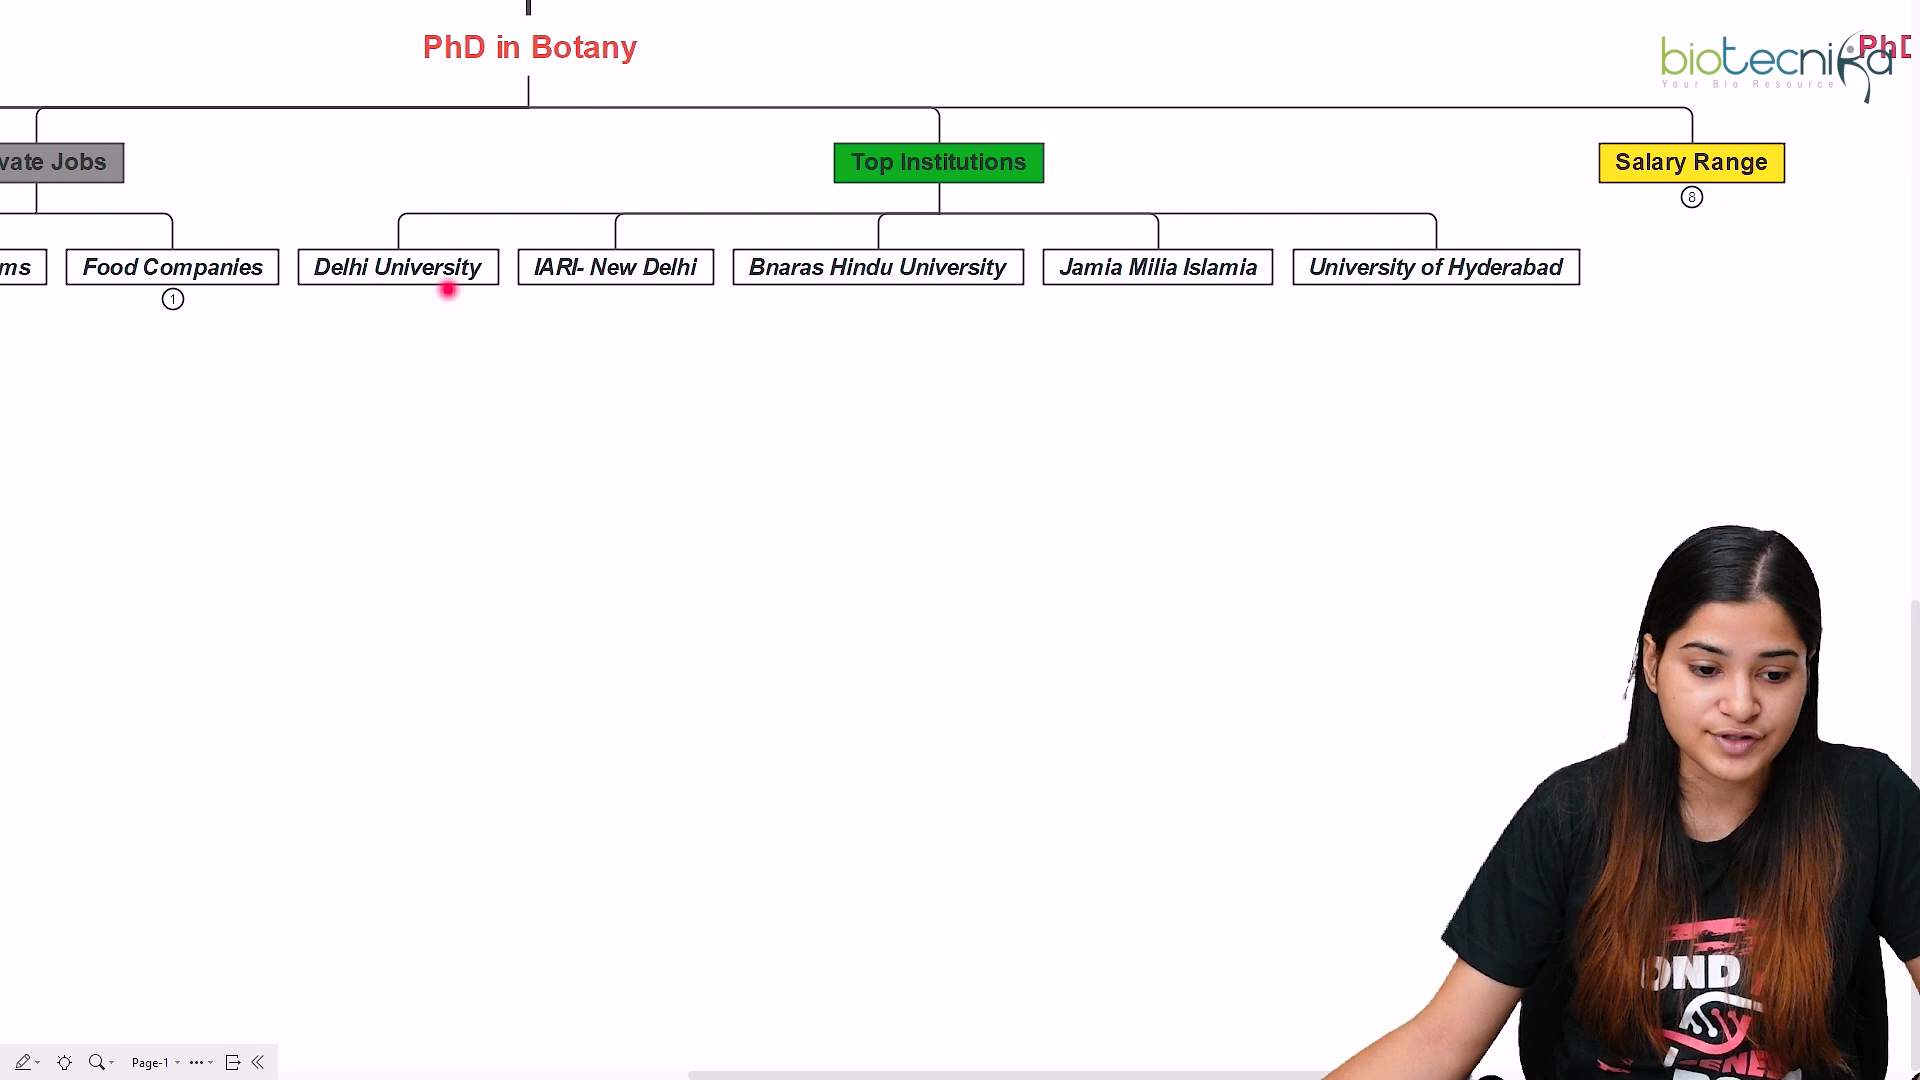 PhD in Botany
PhD
biotecnika
Your Bio Resource
vate Jobs
Top Institutions
Salary Range
8
ms
Food Companies
Delhi University
IARI- New Delhi
Bnaras Hindu University
Jamia Milia Islamia
University of Hyderabad
1
OND
Page-1